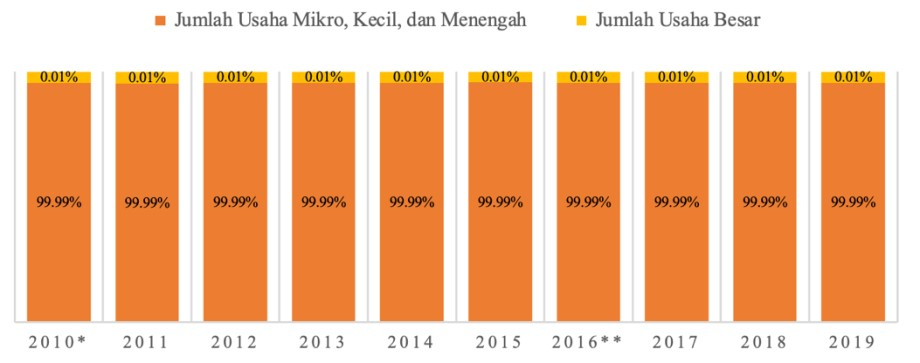 Jumlah Usaha Mikro, Kecil, dan Menengah Jumlah Usaha Besar
0.01% 0.01% 0.01% 0.01% 0.01% 0.01% 0.01% 0.01% 0.01% 0.01%
99.99% 99.99% 99.99% 99.99% 99.99% 99.99% 99.99% 99.99% 99.99% 99.99%
2010* 2011 2012 2013 2014 2015 2016** 2017 2018 2019